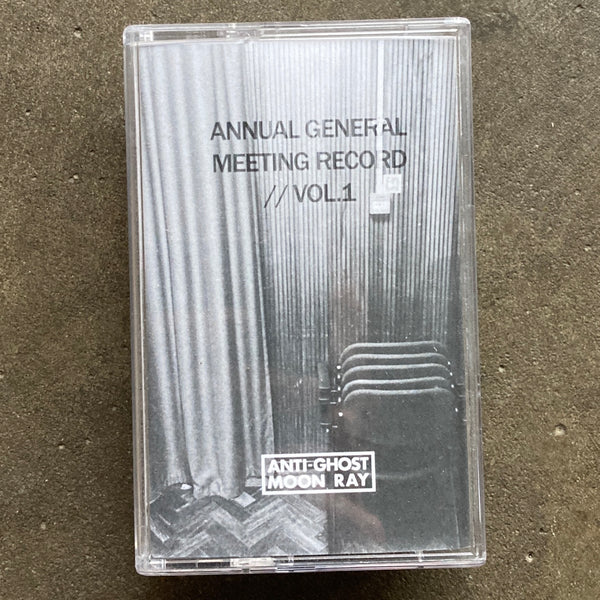 ANNUAL GENERAL
MEETING RECORD
// VOL.1
ANTI-GHOST
MOON RAY